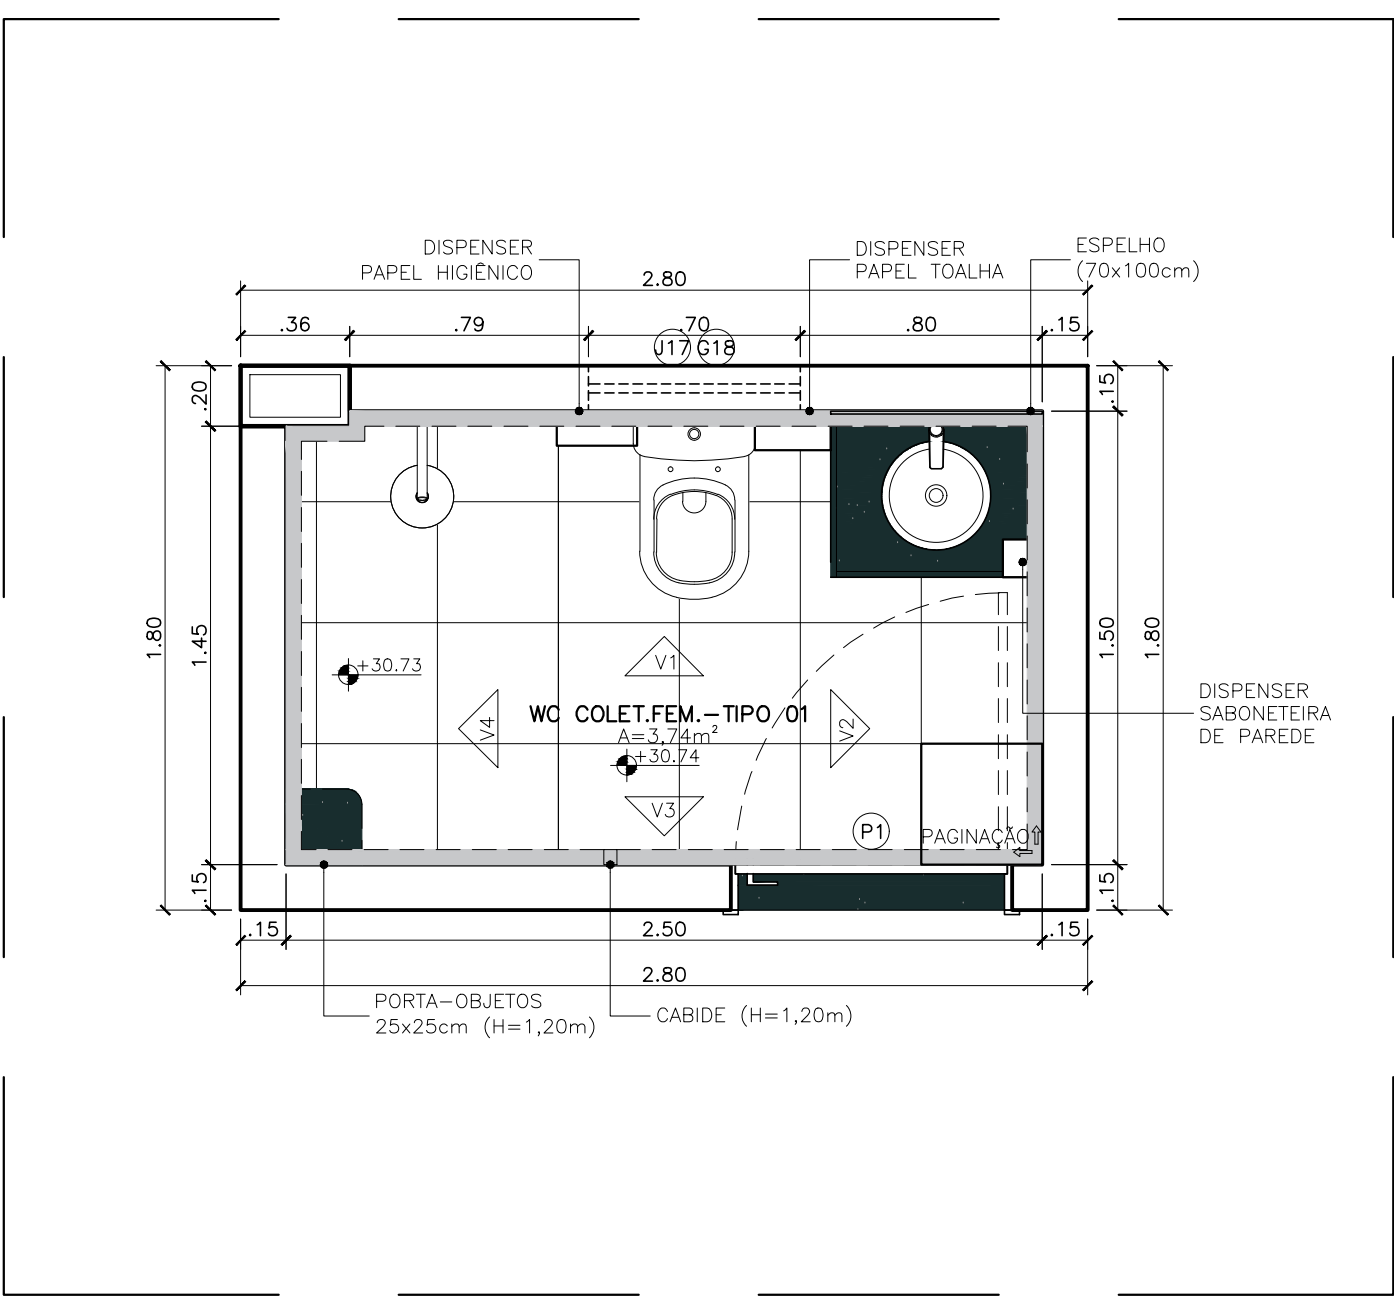 DISPENSER
PAPEL HIGIÊNICO
DISPENSER
PAPEL TOALHA
ESPELHO
(70x100cm)
2.80
.36
.79
.70
.80
.15
J17
G18
.20
.15
1.80
1.45
1.50
1.80
+30.73
V1
V4
WC COLET.FEM.-TIPO 01
V2
A=3,74m²
+30.74
V3
DISPENSER
SABONETEIRA
DE PAREDE
P1
PAGINAÇÃO
.15
.15
.15
2.50
.15
2.80
PORTA-OBJETOS
25x25cm (H=1,20m)
CABIDE (H=1,20m)